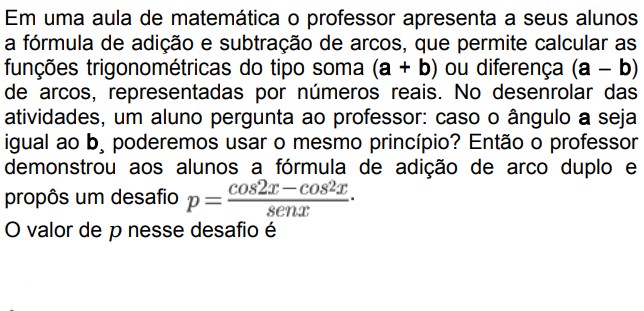 Em uma aula de matemática o professor apresenta a seus alunos
a fórmula de adição e subtração de arcos, que permite calcular as
funções trigonométricas do tipo soma (a + b) ou diferença (a – b)
de arcos, representadas por números reais. No desenrolar das
atividades, um aluno pergunta ao professor: caso o ângulo a seja
igual ao b, poderemos usar o mesmo princípio? Então o professor
demonstrou aos alunos a fórmula de adição de arco duplo e
propôs um desafio p = (cos2x − cos²x)/senx.
O valor de p nesse desafio é